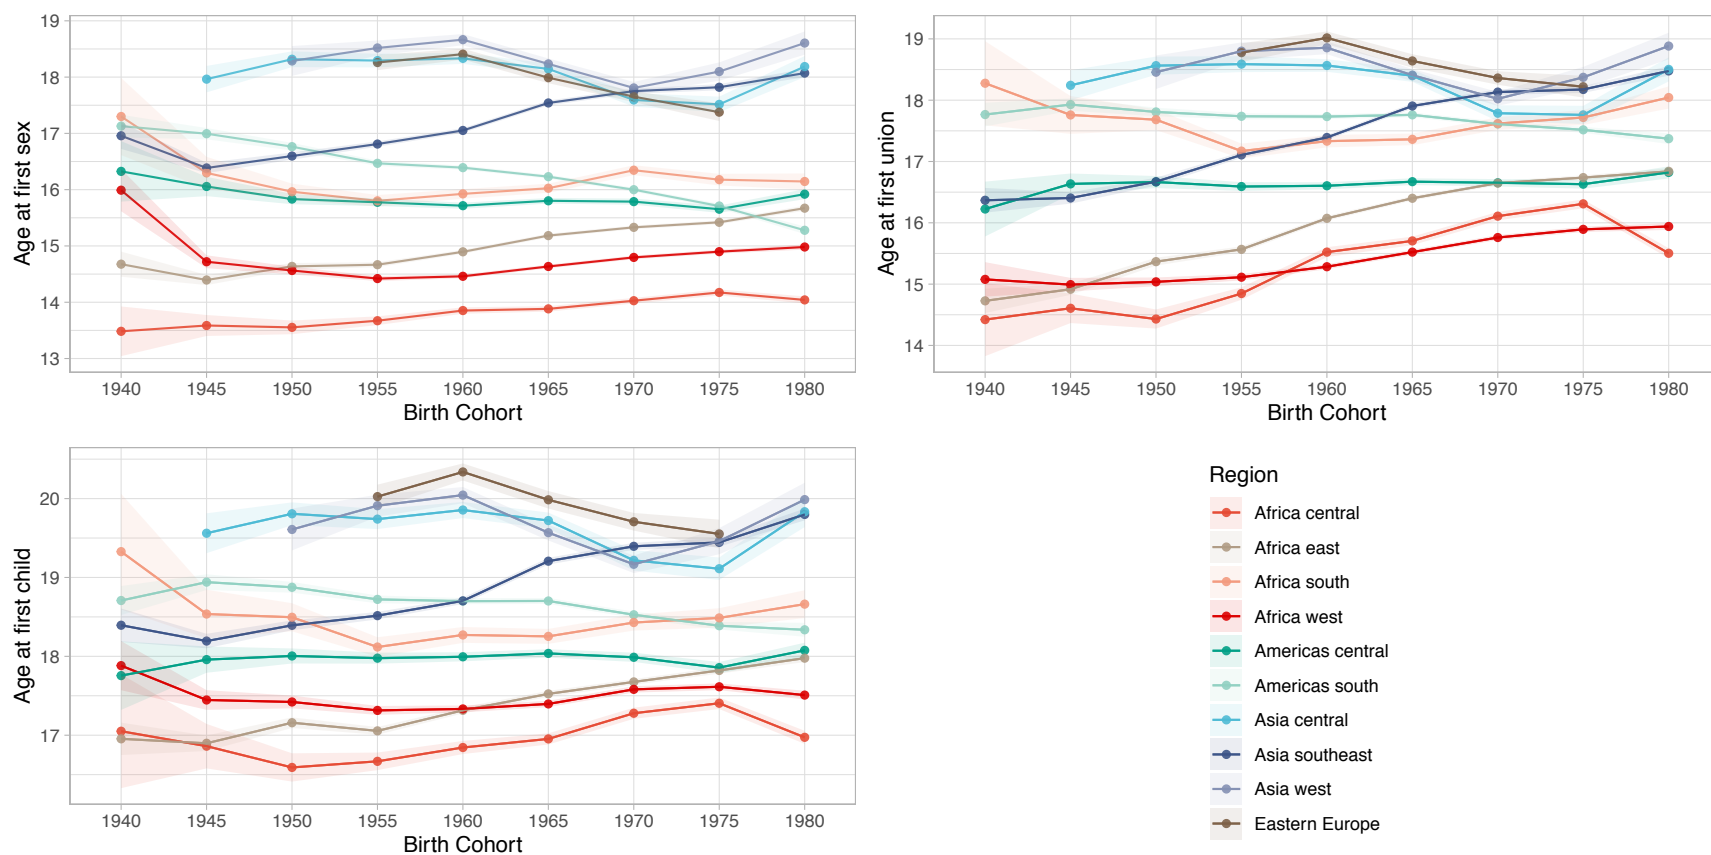 19
18
17
16
15
14
13
Age at first sex
1940 1945 1950 1955 1960 1965 1970 1975 1980
Birth Cohort
19
18
17
16
15
14
Age at first union
1940 1945 1950 1955 1960 1965 1970 1975 1980
Birth Cohort
20
19
18
17
Age at first child
1940 1945 1950 1955 1960 1965 1970 1975 1980
Birth Cohort
Region
Africa central
Africa east
Africa south
Africa west
Americas central
Americas south
Asia central
Asia southeast
Asia west
Eastern Europe